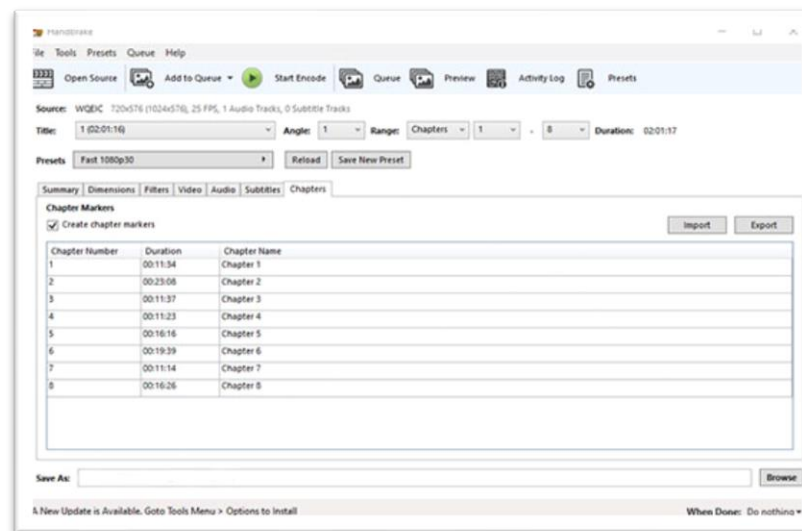 HandBrake
ile Tools Presets Queue Help
Open Source Add to Queue Start Encode Queue Preview Activity Log Presets
Source: WQEIC 720x576 (1024x576), 25 FPS, 1 Audio Tracks, 0 Subtitle Tracks
Title: 1 (02:01:16) Angle: 1 Range: Chapters 1 - 8 Duration: 02:01:17
Presets Fast 1080p30 Reload Save New Preset
Summary Dimensions Filters Video Audio Subtitles Chapters
Chapter Markers
Create chapter markers Import Export
Chapter Number Duration Chapter Name
1 00:11:34 Chapter 1
2 00:23:08 Chapter 2
3 00:11:37 Chapter 3
4 00:11:23 Chapter 4
5 00:16:16 Chapter 5
6 00:19:39 Chapter 6
7 00:11:14 Chapter 7
8 00:16:26 Chapter 8
Save As: Browse
A New Update is Available. Goto Tools Menu > Options to Install When Done: Do nothing